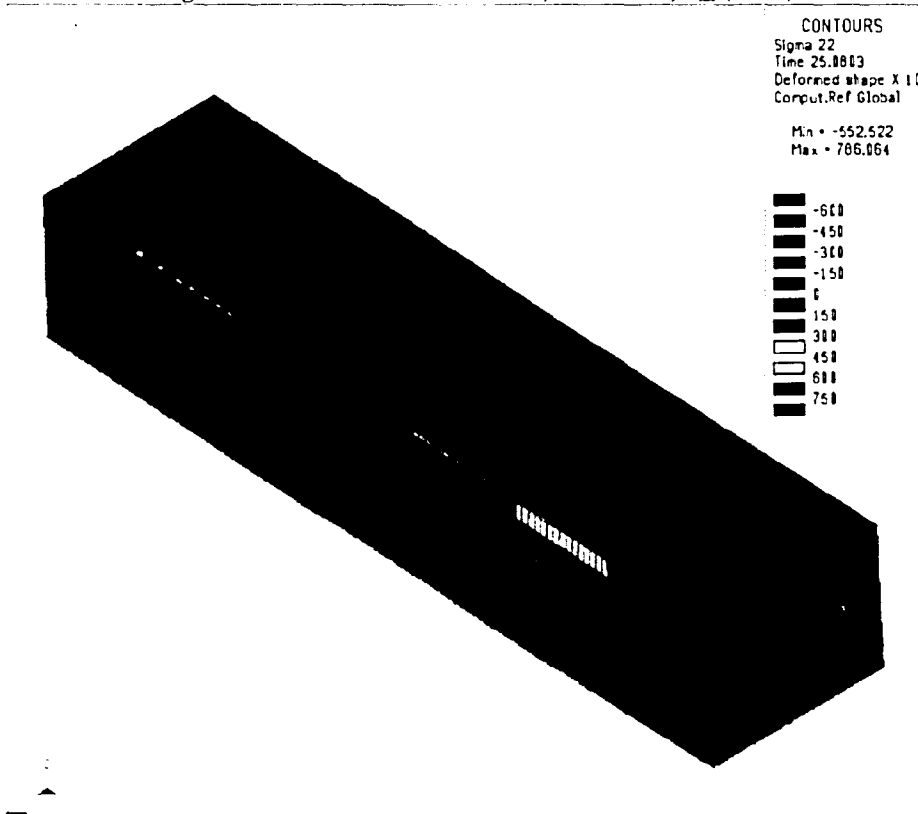 CONTOURS
Sigma 22
Time 25.0803
Deformed shape X 10
Comput.Ref Global
Min = -552.522
Max = 786.064
-600
-450
-300
-150
0
150
300
450
600
750